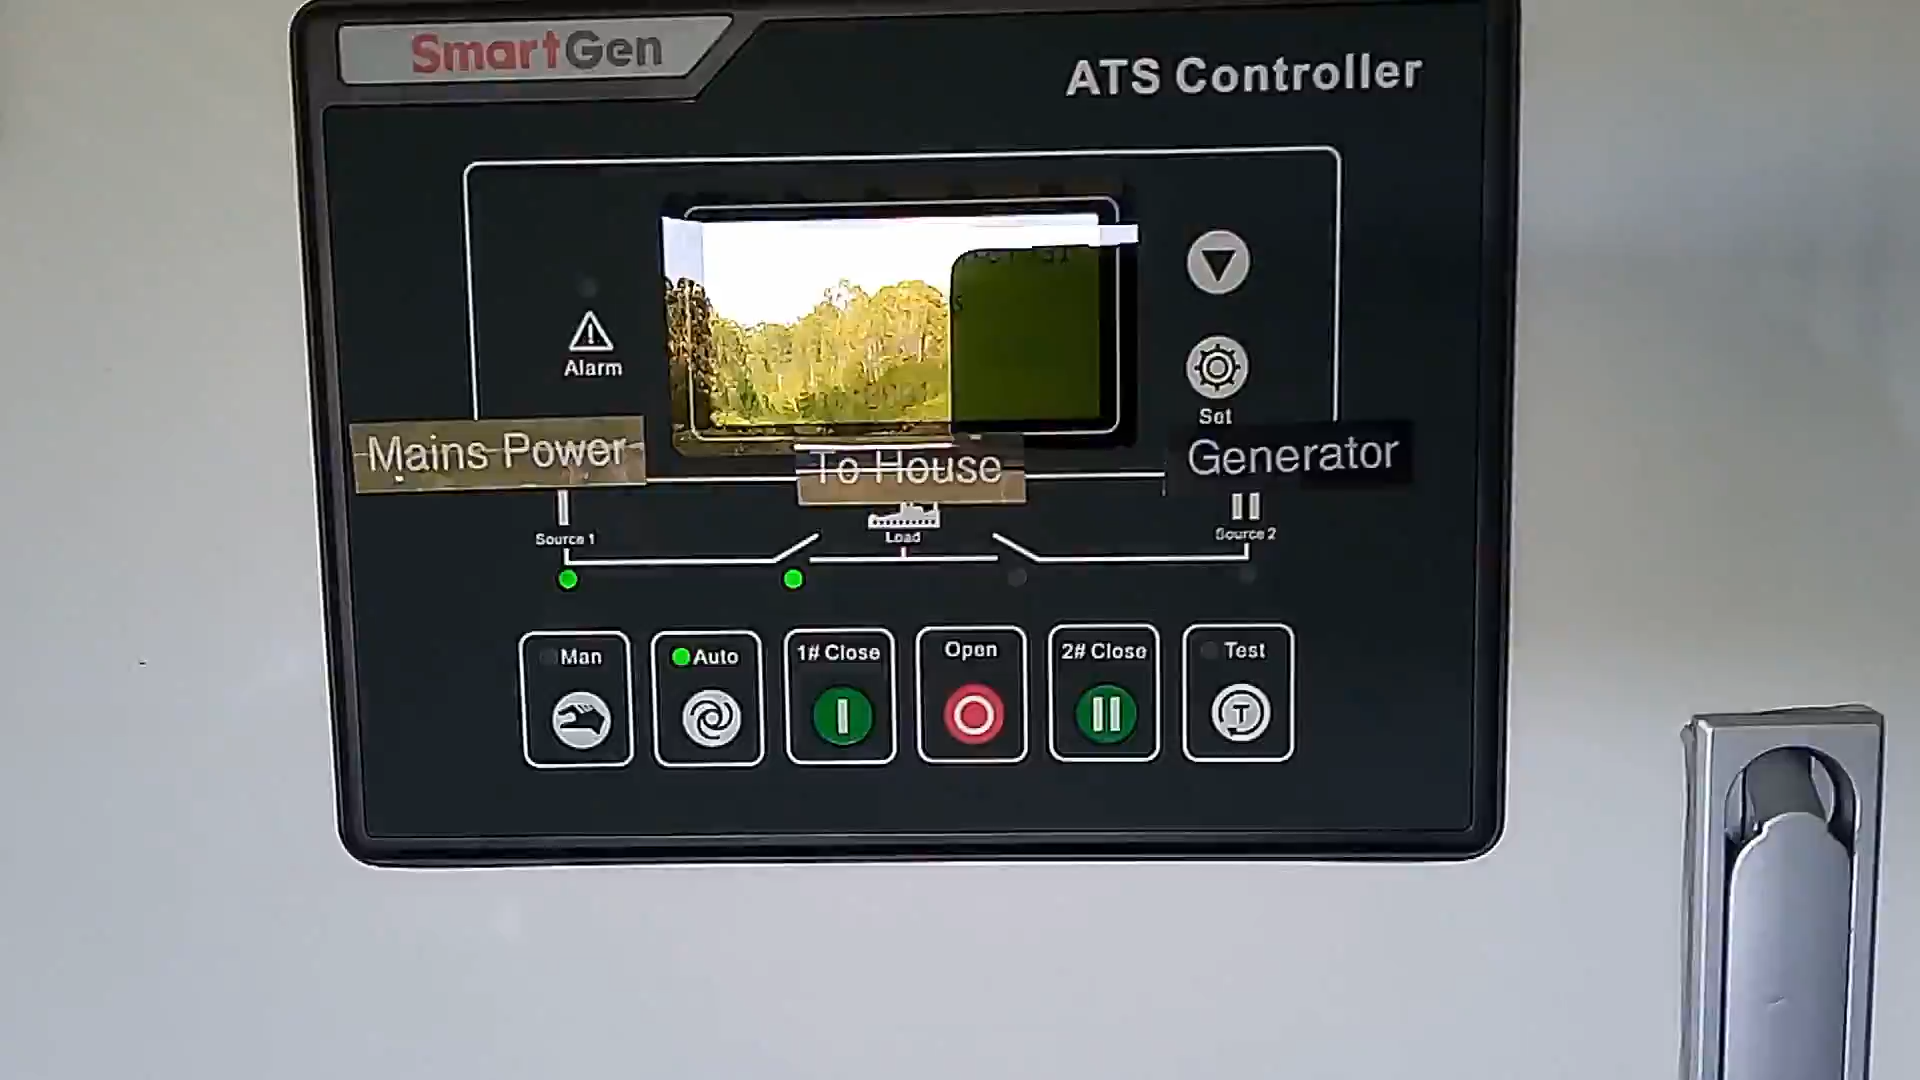 SmartGen
ATS Controller
Alarm
Set
Mains Power
To House
Generator
Source 1
Load
Source 2
Man
Auto
1# Close
Open
2# Close
Test
T